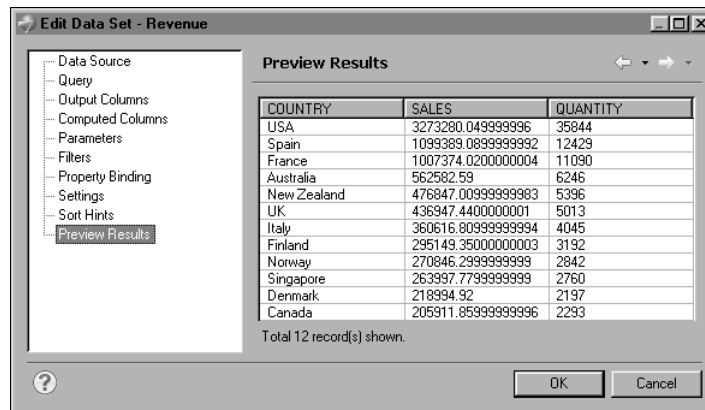 Edit Data Set - Revenue
Data Source
Query
Output Columns
Computed Columns
Parameters
Filters
Property Binding
Settings
Sort Hints
Preview Results
Preview Results
COUNTRY SALES QUANTITY
USA 3273280.049999996 35844
Spain 1099389.0899999992 12429
France 1007374.0200000004 11090
Australia 562582.59 6246
New Zealand 476847.00999999983 5396
UK 436947.4400000001 5013
Italy 360616.80999999994 4045
Finland 295149.35000000003 3192
Norway 270846.2999999999 2842
Singapore 263997.7799999999 2760
Denmark 218994.92 2197
Canada 205911.85999999996 2293
Total 12 record(s) shown.
?
OK Cancel